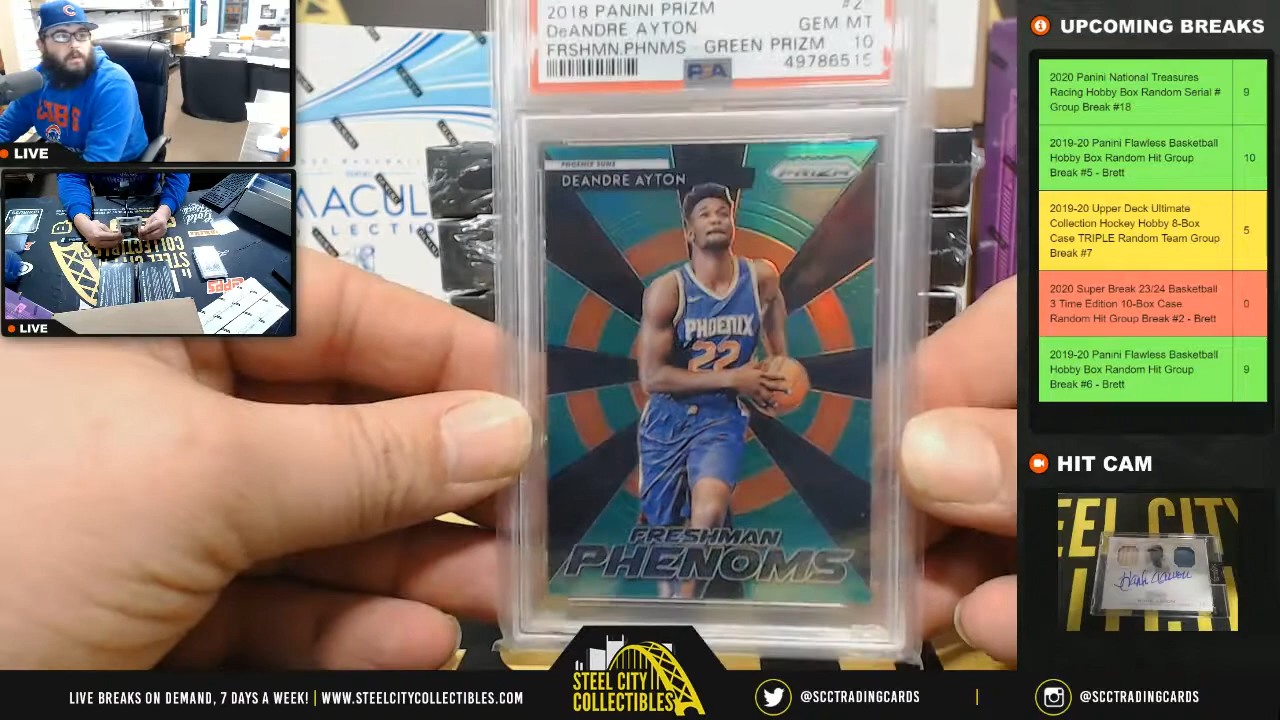 LIVE
LIVE
2018 PANINI PRIZM #2
DeANDRE AYTON GEM MT
FRSHMN.PHNMS - GREEN PRIZM 10
49786515
PSA
PHOENIX SUNS
DEANDRE AYTON
PRIZM
PHOENIX
22
FRESHMAN
PHENOMS
UPCOMING BREAKS
2020 Panini National Treasures
Racing Hobby Box Random Serial # 9
Group Break #18
2019-20 Panini Flawless Basketball
Hobby Box Random Hit Group 10
Break #5 - Brett
2019-20 Upper Deck Ultimate
Collection Hockey Hobby 8-Box 5
Case TRIPLE Random Team Group
Break #7
2020 Super Break 23/24 Basketball
3 Time Edition 10-Box Case 0
Random Hit Group Break #2 - Brett
2019-20 Panini Flawless Basketball
Hobby Box Random Hit Group 9
Break #6 - Brett
HIT CAM
LIVE BREAKS ON DEMAND, 7 DAYS A WEEK! | WWW.STEELCITYCOLLECTIBLES.COM
STEEL CITY
COLLECTIBLES
@SCCTRADINGCARDS | @SCCTRADINGCARDS